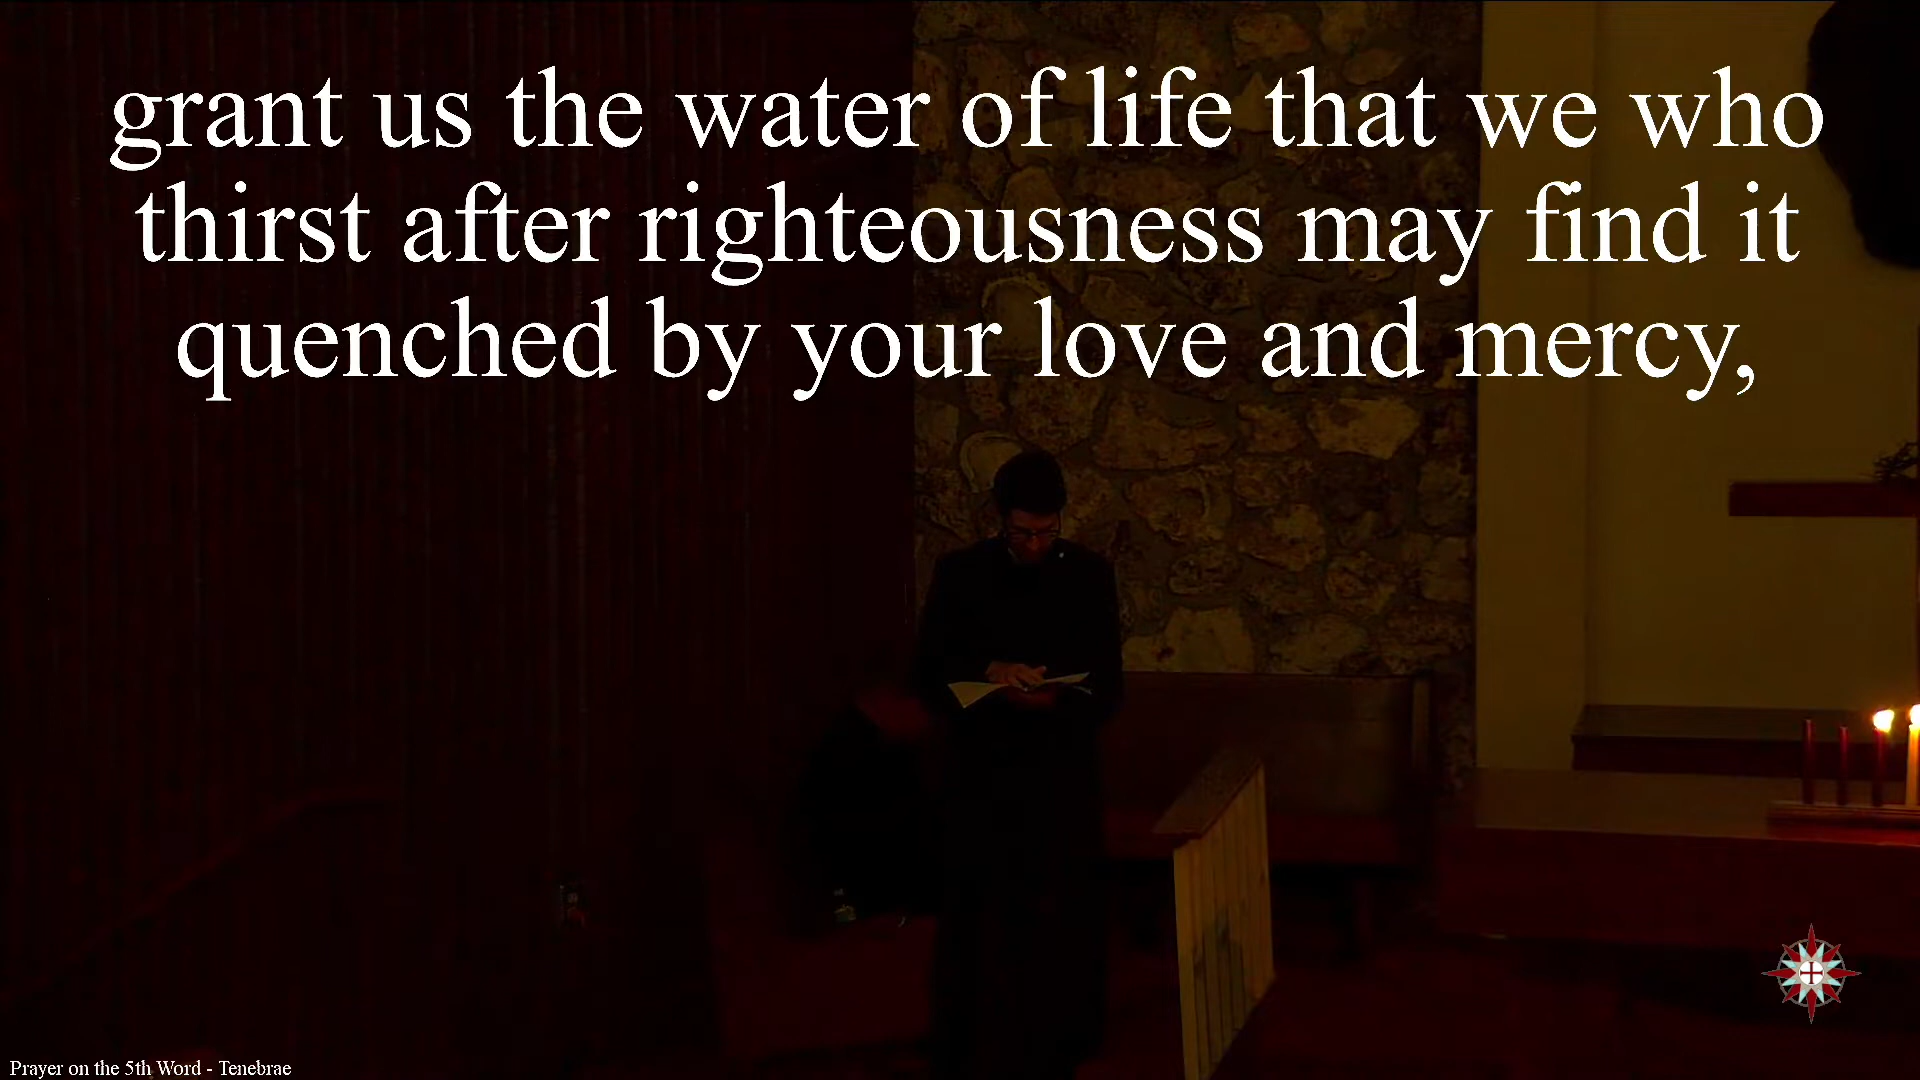 grant us the water of life that we who
thirst after righteousness may find it
quenched by your love and mercy,
Prayer on the 5th Word - Tenebrae